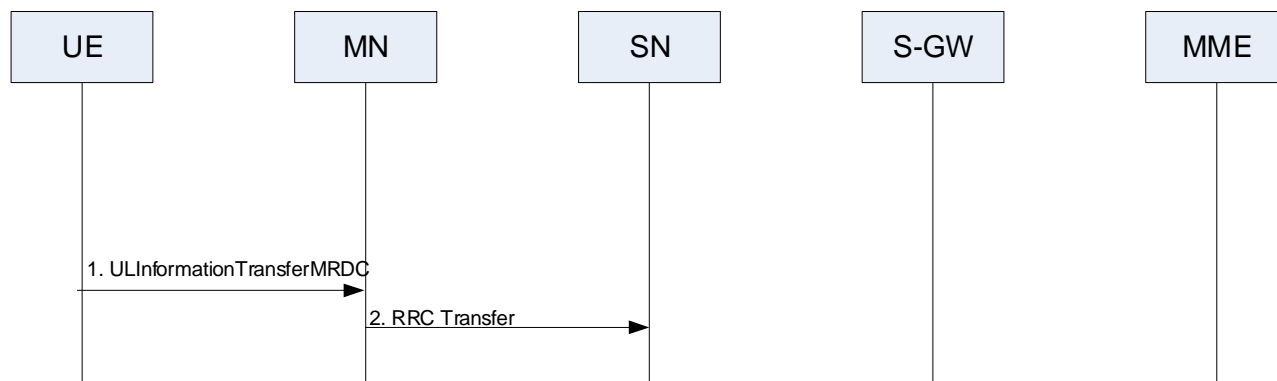 UE
MN
SN
S-GW
MME
1. ULInformationTransferMRDC
2. RRC Transfer